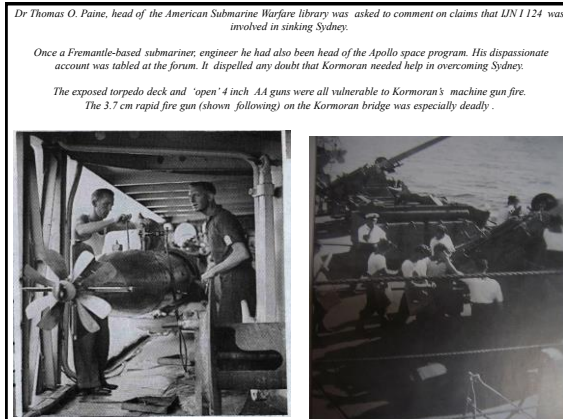 Dr Thomas O. Paine, head of the American Submarine Warfare library was asked to comment on claims that IJN I 124 was
involved in sinking Sydney.
Once a Fremantle-based submariner, engineer he had also been head of the Apollo space program. His dispassionate
account was tabled at the forum. It dispelled any doubt that Kormoran needed help in overcoming Sydney.
The exposed torpedo deck and 'open' 4 inch AA guns were all vulnerable to Kormoran's machine gun fire.
The 3.7 cm rapid fire gun (shown following) on the Kormoran bridge was especially deadly .